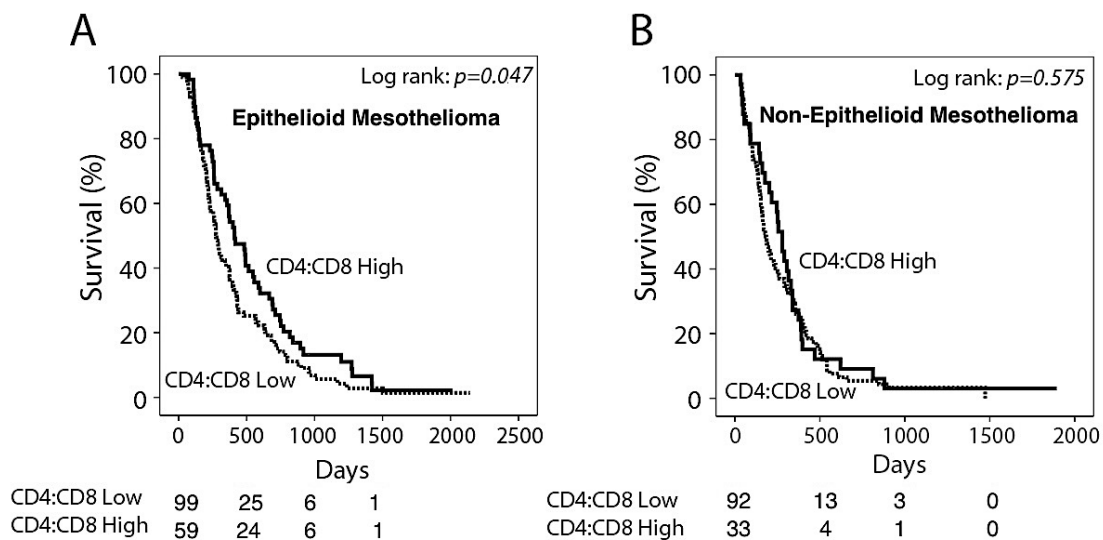 A
Log rank: p=0.047
Epithelioid Mesothelioma
Survival (%)
100
80
60
40
20
0
CD4:CD8 High
CD4:CD8 Low
0 500 1000 1500 2000 2500
Days
CD4:CD8 Low 99 25 6 1
CD4:CD8 High 59 24 6 1
B
Log rank: p=0.575
Non-Epithelioid Mesothelioma
Survival (%)
100
80
60
40
20
0
CD4:CD8 High
CD4:CD8 Low
0 500 1000 1500 2000
Days
CD4:CD8 Low 92 13 3 0
CD4:CD8 High 33 4 1 0